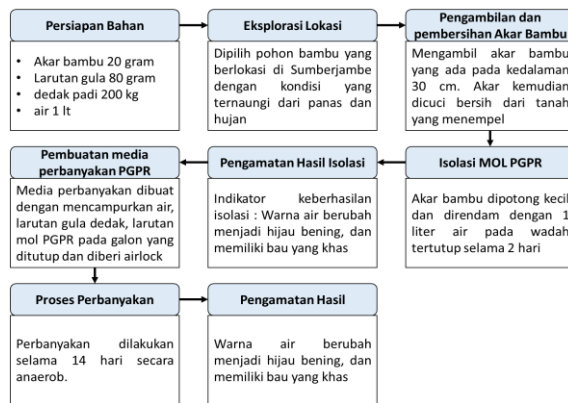 Persiapan Bahan
• Akar bambu 20 gram
• Larutan gula 80 gram
• dedak padi 200 kg
• air 1 lt
Eksplorasi Lokasi
Dipilih pohon bambu yang
berlokasi di Sumberjambe
dengan kondisi yang
ternaungi dari panas dan
hujan
Pengambilan dan
pembersihan Akar Bambu
Mengambil akar bambu
yang ada pada kedalaman
30 cm. Akar kemudian
dicuci bersih dari tanah
yang menempel
Isolasi MOL PGPR
Akar bambu dipotong kecil
dan direndam dengan 1
liter air pada wadah
tertutup selama 2 hari
Pengamatan Hasil Isolasi
Indikator keberhasilan
isolasi : Warna air berubah
menjadi hijau bening, dan
memiliki bau yang khas
Pembuatan media
perbanyakan PGPR
Media perbanyakan dibuat
dengan mencampurkan air,
larutan gula dedak, larutan
mol PGPR pada galon yang
ditutup dan diberi airlock
Proses Perbanyakan
Perbanyakan dilakukan
selama 14 hari secara
anaerob.
Pengamatan Hasil
Warna air berubah
menjadi hijau bening, dan
memiliki bau yang khas